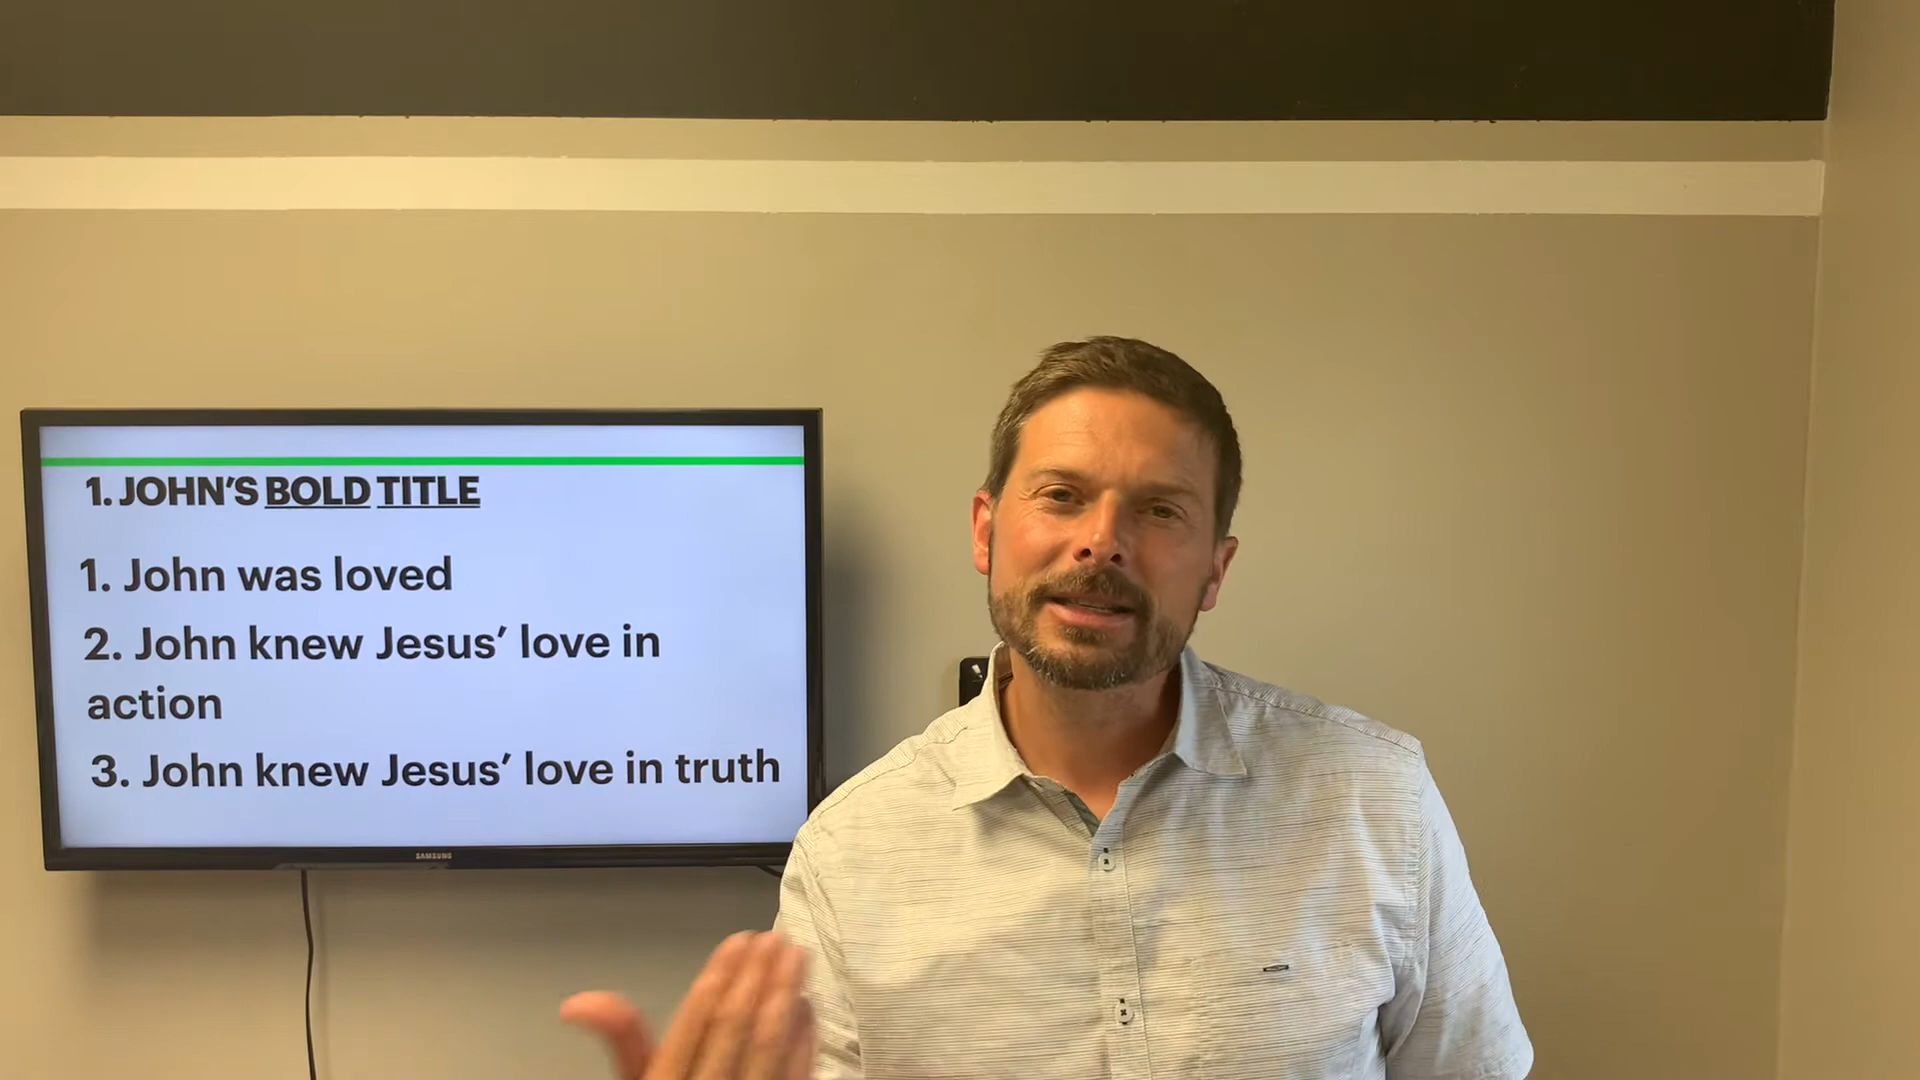 1. JOHN'S BOLD TITLE
1. John was loved
2. John knew Jesus' love in
action
3. John knew Jesus' love in truth
SAMSUNG